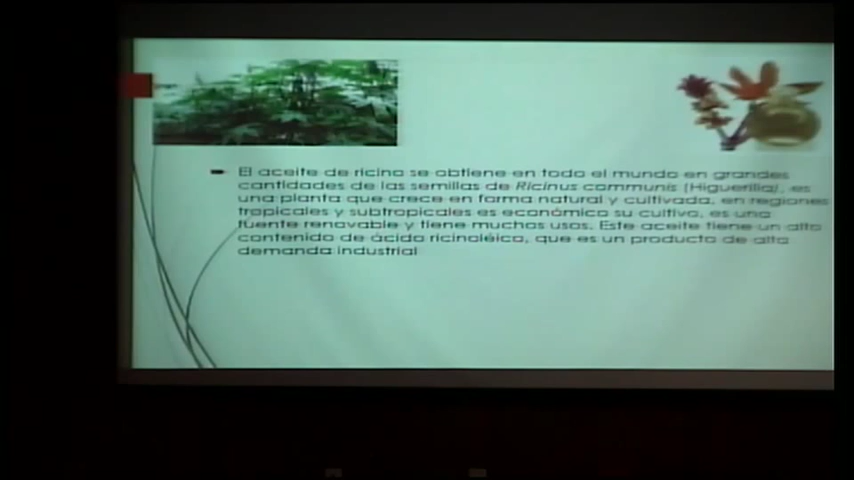 El aceite de ricino se obtiene en todo el mundo en grandes
cantidades de las semillas de Ricinus communis (Higuerilla), es
una planta que crece en forma natural y cultivada, en regiones
tropicales y subtropicales es económico su cultivo, es una
fuente renovable y tiene muchos usos. Este aceite tiene un alto
contenido de ácido ricinoléico, que es un producto de alta
demanda industrial